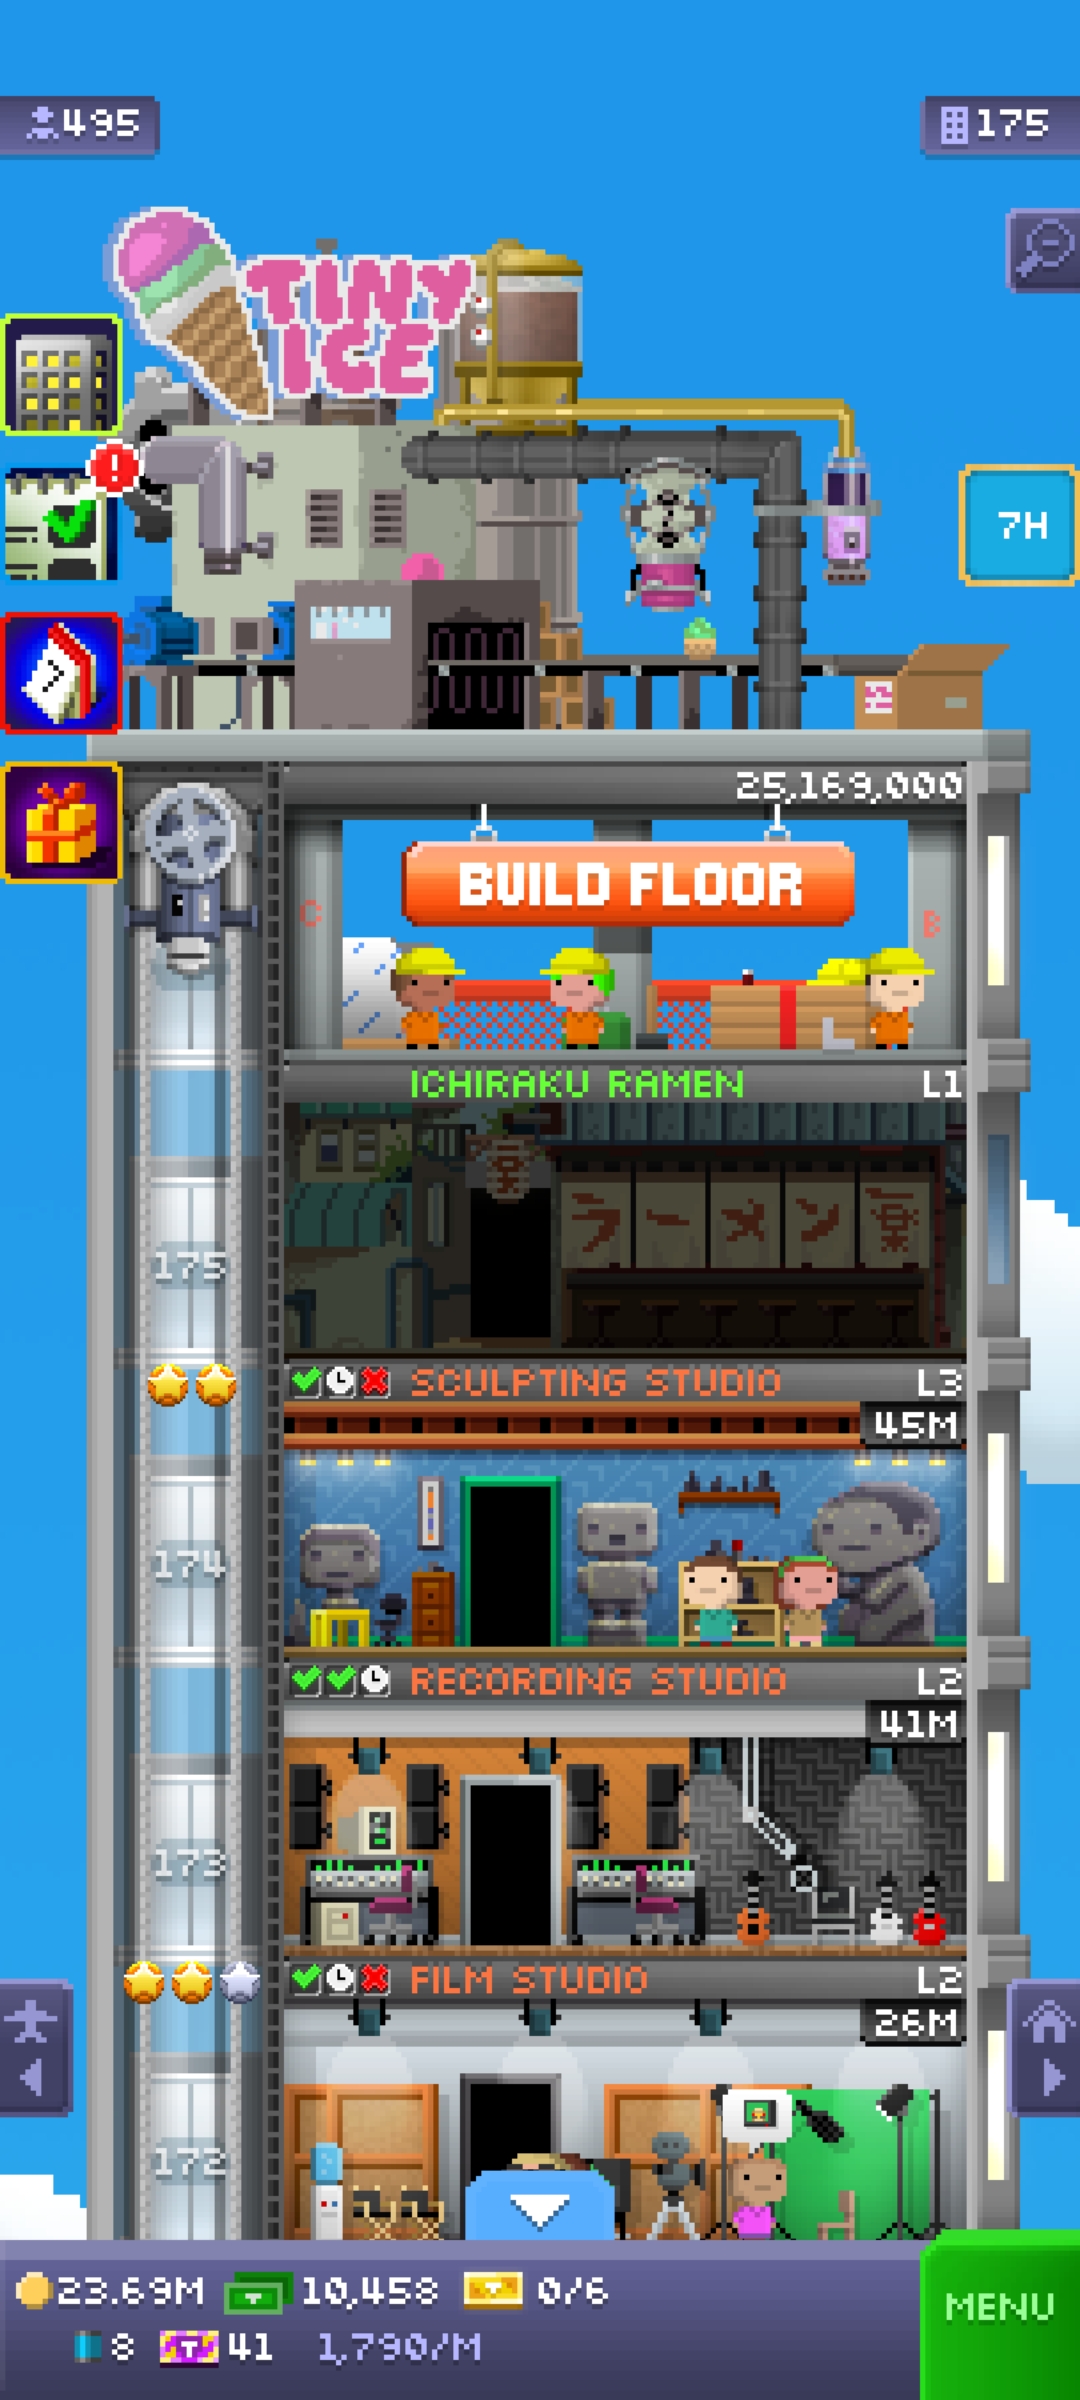 495
175
TINY
ICE
7
7H
25,169,000
BUILD FLOOR
C
B
ICHIRAKU RAMEN L1
ラーメン
175
SCULPTING STUDIO L3
45M
174
RECORDING STUDIO L2
41M
173
FILM STUDIO L2
26M
172
23.69M 10,458 0/6
MENU
8 T 41 1,790/M